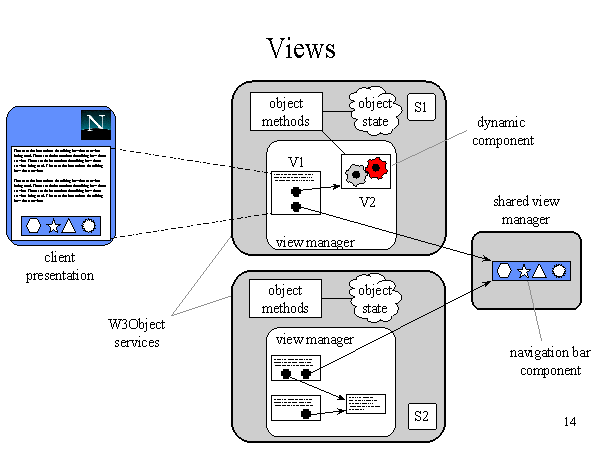 Views
object
methods
object
state
S1
dynamic
component
N
V1
V2
view manager
client
presentation
shared view
manager
W3Object
services
object
methods
object
state
view manager
navigation bar
component
S2
14